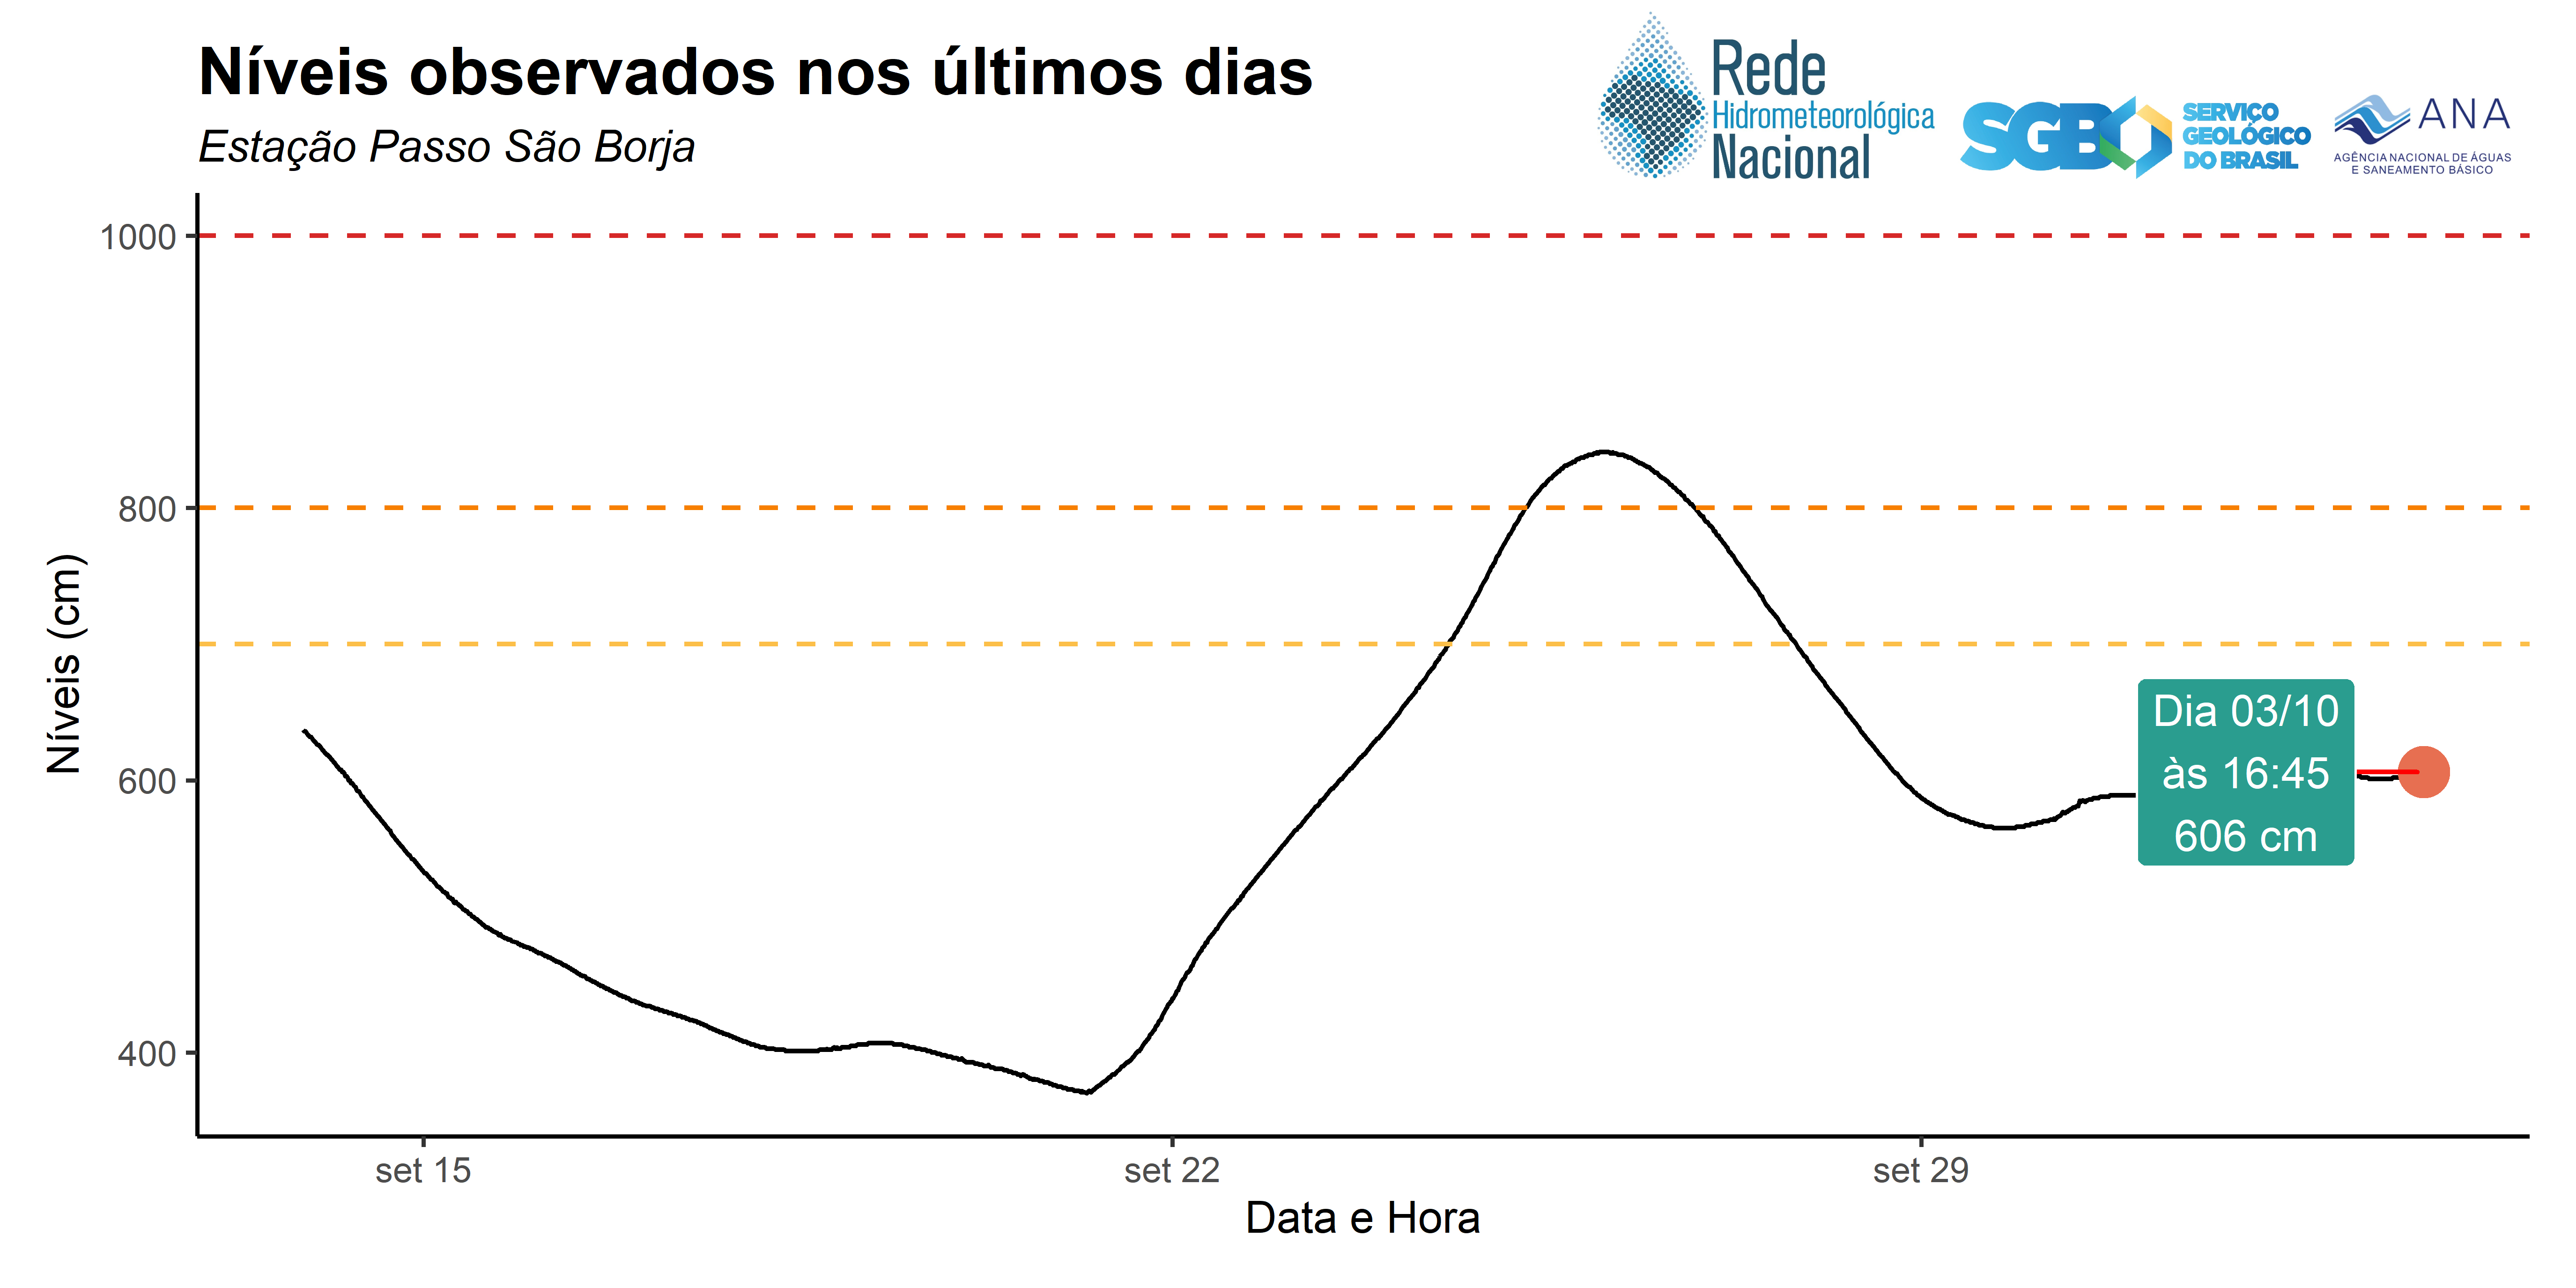 Níveis observados nos últimos dias
Estação Passo São Borja
Rede
Hidrometeorológica
Nacional
SGB
SERVIÇO
GEOLÓGICO
DO BRASIL
ANA
AGÊNCIA NACIONAL DE ÁGUAS
E SANEAMENTO BÁSICO
Níveis (cm)
1000
800
600
400
Dia 03/10
às 16:45
606 cm
set 15
set 22
set 29
Data e Hora